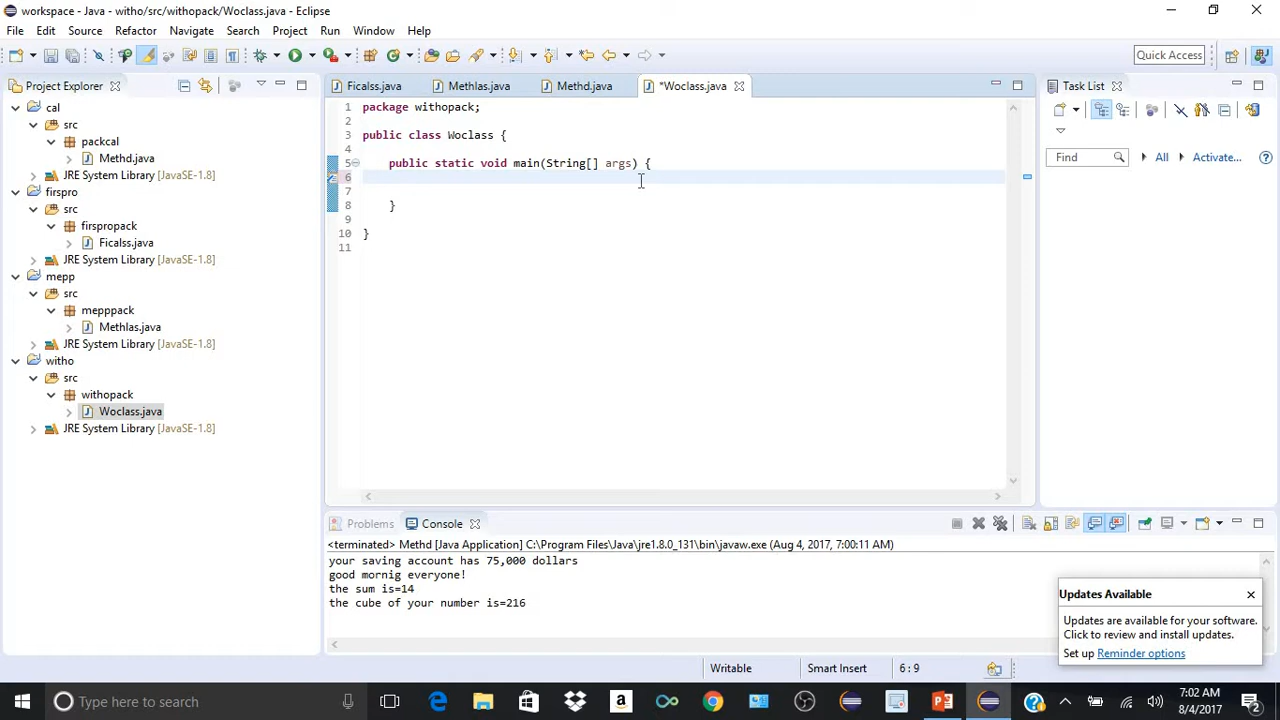 workspace - Java - witho/src/withopack/Woclass.java - Eclipse
File Edit Source Refactor Navigate Search Project Run Window Help
Quick Access
Project Explorer
cal
src
packcal
Methd.java
JRE System Library [JavaSE-1.8]
firspro
src
firspropack
Ficalss.java
JRE System Library [JavaSE-1.8]
mepp
src
mepppack
Methlas.java
JRE System Library [JavaSE-1.8]
witho
src
withopack
Woclass.java
JRE System Library [JavaSE-1.8]
Ficalss.java Methlas.java Methd.java *Woclass.java
1 package withopack;
2
3 public class Woclass {
4
5 public static void main(String[] args) {
6
7
8 }
9
10 }
11
Task List
Find All Activate...
Problems Console
<terminated> Methd [Java Application] C:\Program Files\Java\jre1.8.0_131\bin\javaw.exe (Aug 4, 2017, 7:00:11 AM)
your saving account has 75,000 dollars
good mornig everyone!
the sum is=14
the cube of your number is=216
Updates Available
Updates are available for your software.
Click to review and install updates.
Set up Reminder options
Writable Smart Insert 6 : 9
Type here to search
7:02 AM
8/4/2017
2